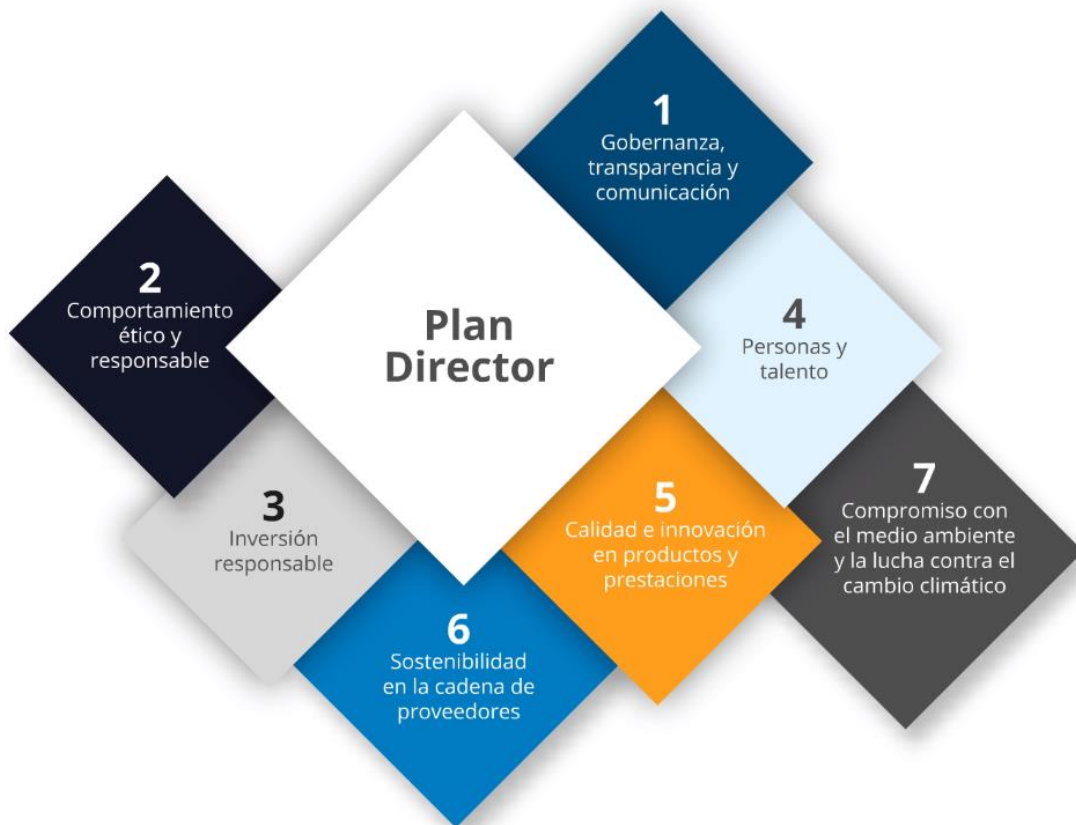 Plan
Director
1
Gobernanza,
transparencia y
comunicación
2
Comportamiento
ético y
responsable
3
Inversión
responsable
4
Personas y
talento
5
Calidad e innovación
en productos y
prestaciones
6
Sostenibilidad
en la cadena de
proveedores
7
Compromiso con
el medio ambiente
y la lucha contra el
cambio climático